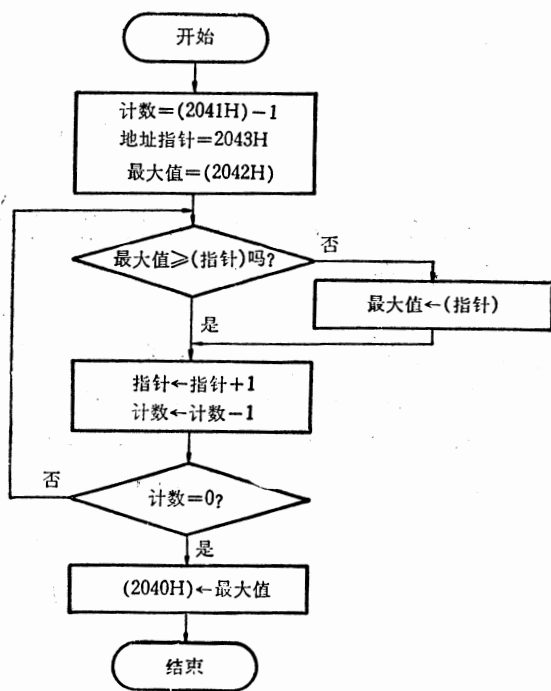 开始
计数=(2041H)-1
地址指针=2043H
最大值=(2042H)
最大值≥(指针)吗?
否
最大值←(指针)
是
指针←指针+1
计数←计数-1
否
计数=0?
是
(2040H)←最大值
结束